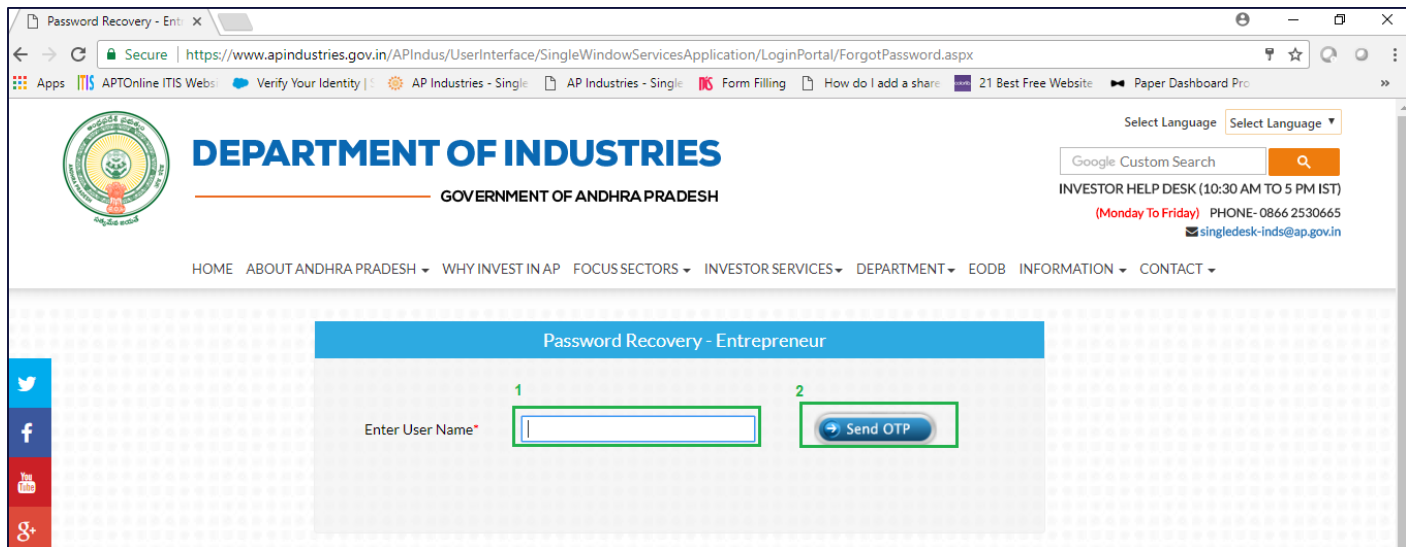 Password Recovery - Ent
Secure | https://www.apindustries.gov.in/APIndus/UserInterface/SingleWindowServicesApplication/LoginPortal/ForgotPassword.aspx
Apps APTOnline ITIS Websi Verify Your Identity | S AP Industries - Single AP Industries - Single Form Filling How do I add a share 21 Best Free Website Paper Dashboard Pro »
Select Language Select Language
DEPARTMENT OF INDUSTRIES
Google Custom Search
GOVERNMENT OF ANDHRA PRADESH
INVESTOR HELP DESK (10:30 AM TO 5 PM IST)
(Monday To Friday) PHONE- 0866 2530665
singledesk-inds@ap.gov.in
సత్యమేవ జయతే
HOME ABOUT ANDHRA PRADESH WHY INVEST IN AP FOCUS SECTORS INVESTOR SERVICES DEPARTMENT EODB INFORMATION CONTACT
Password Recovery - Entrepreneur
1 2
Enter User Name* Send OTP
You Tube
g+